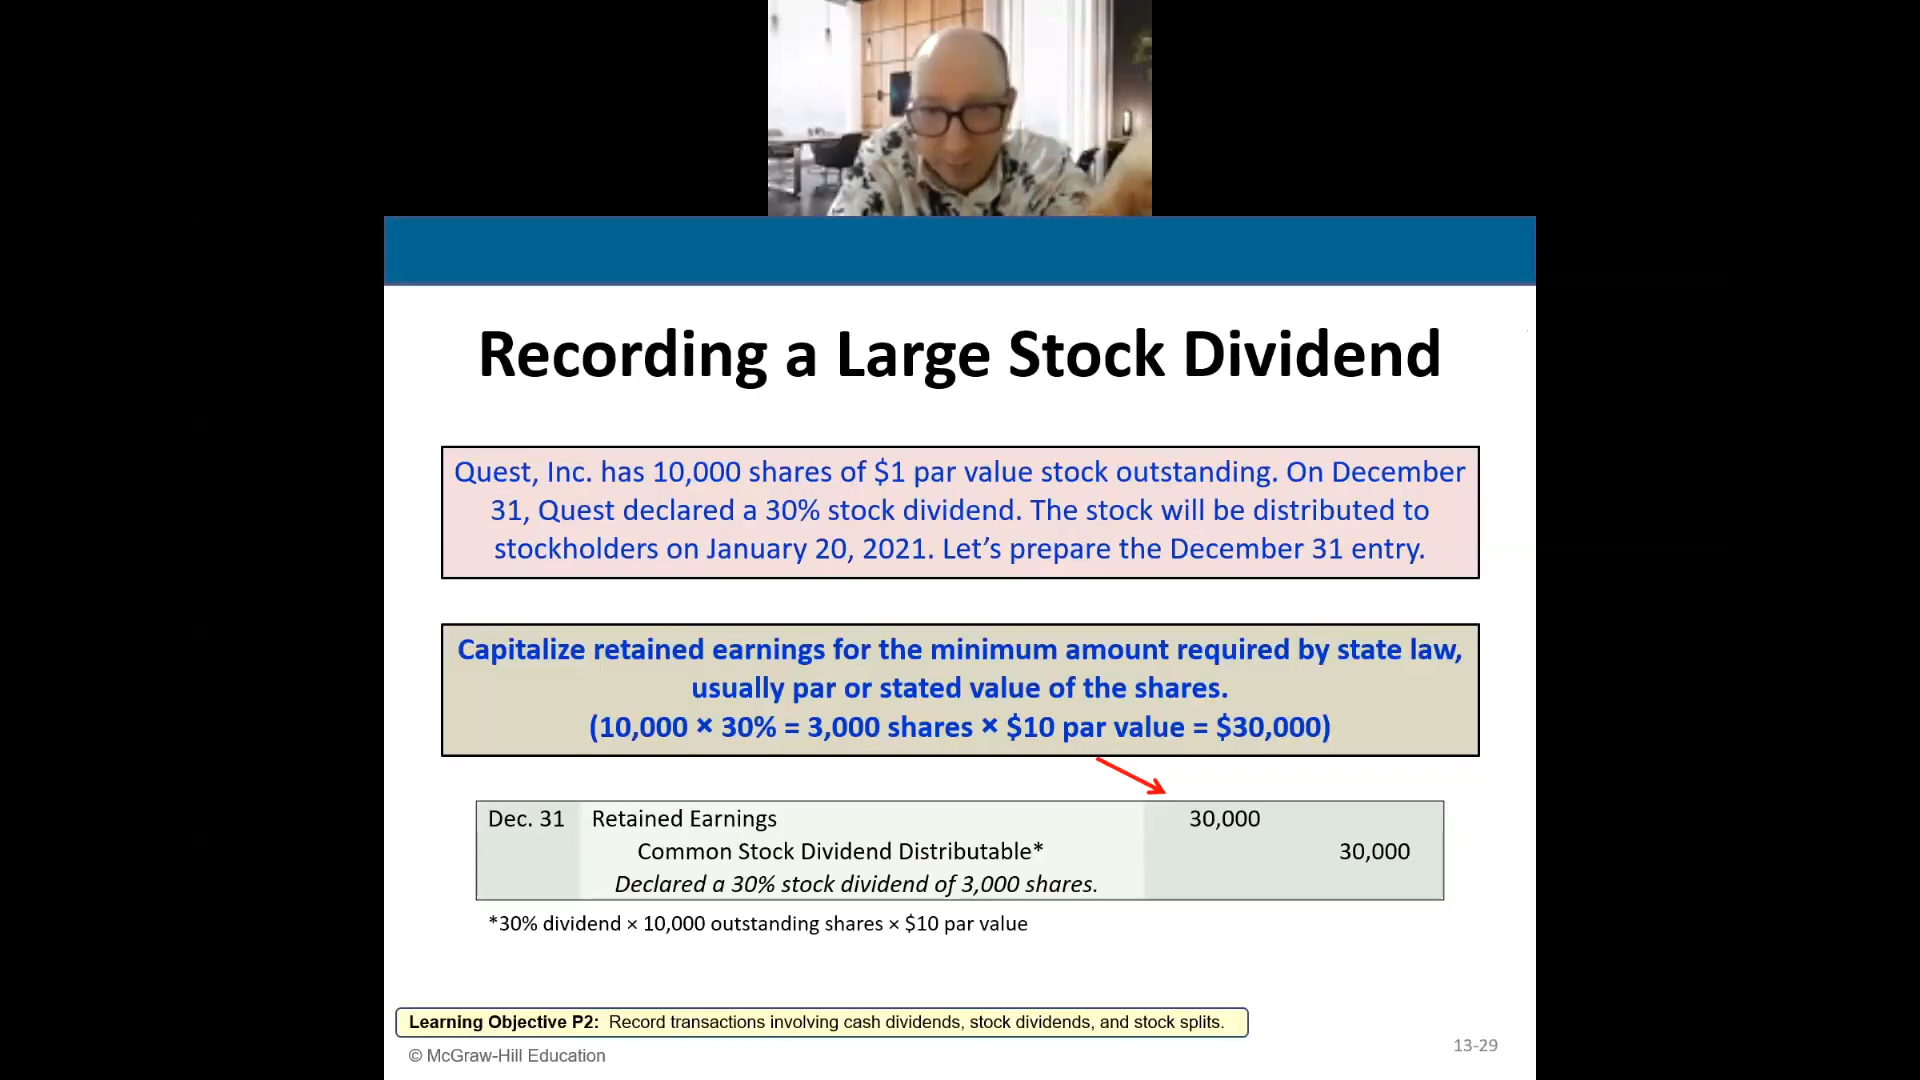 Recording a Large Stock Dividend
Quest, Inc. has 10,000 shares of $1 par value stock outstanding. On December
31, Quest declared a 30% stock dividend. The stock will be distributed to
stockholders on January 20, 2021. Let’s prepare the December 31 entry.
Capitalize retained earnings for the minimum amount required by state law,
usually par or stated value of the shares.
(10,000 × 30% = 3,000 shares × $10 par value = $30,000)
Dec. 31 Retained Earnings 30,000
Common Stock Dividend Distributable* 30,000
Declared a 30% stock dividend of 3,000 shares.
*30% dividend × 10,000 outstanding shares × $10 par value
Learning Objective P2: Record transactions involving cash dividends, stock dividends, and stock splits.
© McGraw-Hill Education
13-29